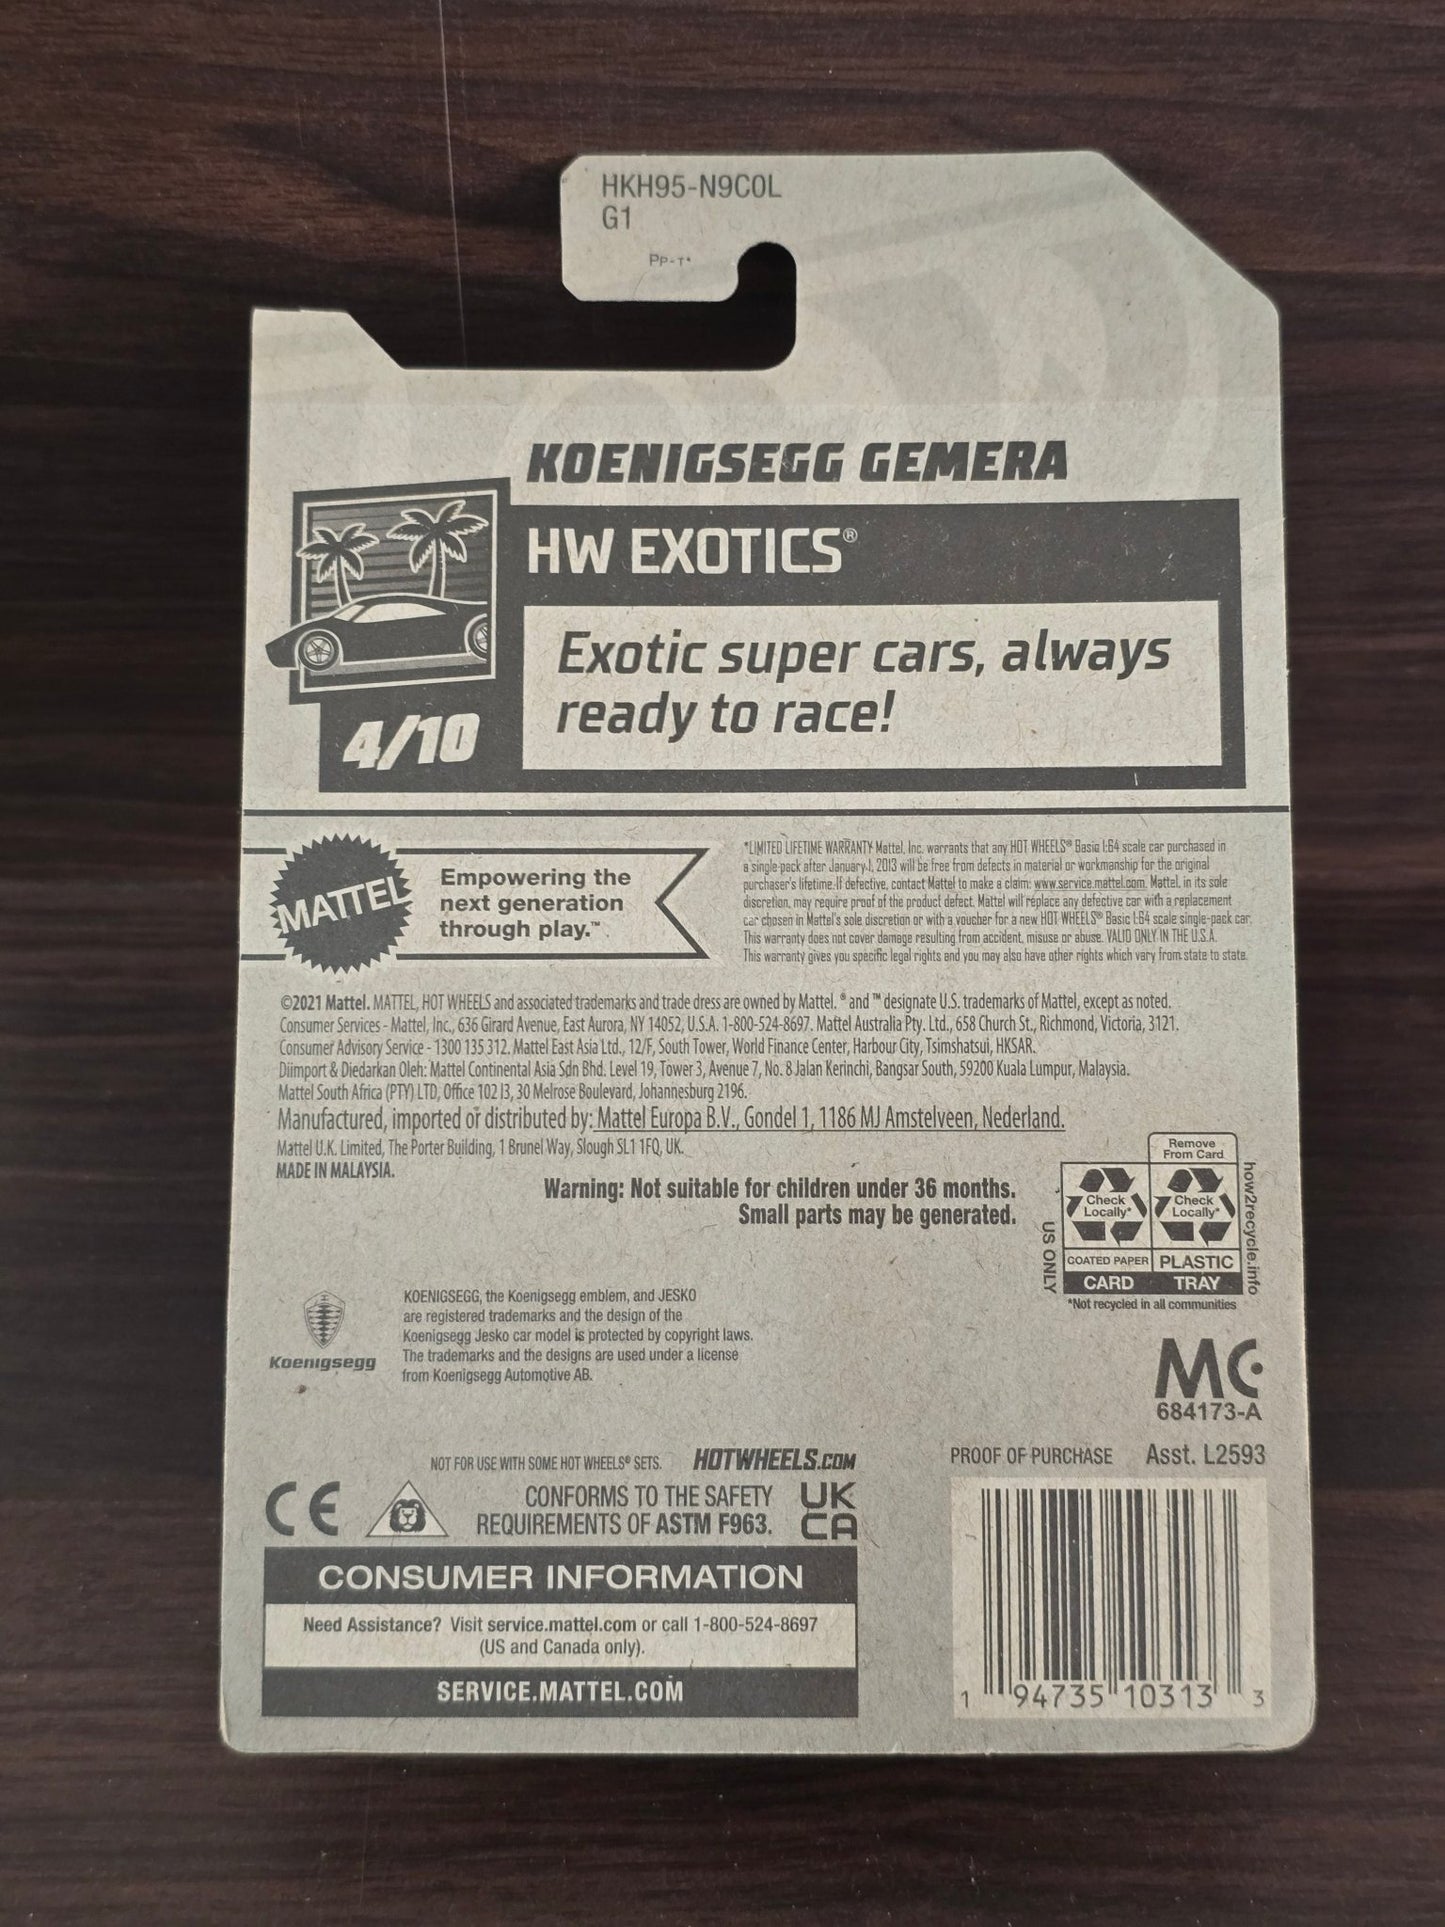 HKH95-N9C0L
G1
PP-T*
KOENIGSEGG GEMERA
HW EXOTICS®
Exotic super cars, always
ready to race!
4/10
MATTEL
Empowering the
next generation
through play.™
*LIMITED LIFETIME WARRANTY Mattel, Inc. warrants that any HOT WHEELS® Basic 1:64 scale car purchased in
a single-pack after January 1, 2013 will be free from defects in material or workmanship for the original
purchaser's lifetime. If defective, contact Mattel to make a claim: www.service.mattel.com. Mattel, in its sole
discretion, may require proof of the product defect. Mattel will replace any defective car with a replacement
car chosen in Mattel's sole discretion or with a voucher for a new HOT WHEELS® Basic 1:64 scale single-pack car.
This warranty does not cover damage resulting from accident, misuse or abuse. VALID ONLY IN THE U.S.A.
This warranty gives you specific legal rights and you may also have other rights which vary from state to state.
©2021 Mattel. MATTEL, HOT WHEELS and associated trademarks and trade dress are owned by Mattel. ® and ™ designate U.S. trademarks of Mattel, except as noted.
Consumer Services - Mattel, Inc., 636 Girard Avenue, East Aurora, NY 14052, U.S.A. 1-800-524-8697. Mattel Australia Pty. Ltd., 658 Church St., Richmond, Victoria, 3121.
Consumer Advisory Service - 1300 135 312. Mattel East Asia Ltd., 12/F, South Tower, World Finance Center, Harbour City, Tsimshatsui, HKSAR.
Diimport & Diedarkan Oleh: Mattel Continental Asia Sdn Bhd. Level 19, Tower 3, Avenue 7, No. 8 Jalan Kerinchi, Bangsar South, 59200 Kuala Lumpur, Malaysia.
Mattel South Africa (PTY) LTD, Office 102 I3, 30 Melrose Boulevard, Johannesburg 2196.
Manufactured, imported or distributed by: Mattel Europa B.V., Gondel 1, 1186 MJ Amstelveen, Nederland.
Mattel U.K. Limited, The Porter Building, 1 Brunel Way, Slough SL1 1FQ, UK.
MADE IN MALAYSIA.
Warning: Not suitable for children under 36 months.
Small parts may be generated.
Remove
From Card
Check
Locally*
Check
Locally*
COATED PAPER
PLASTIC
CARD
TRAY
US ONLY
how2recycle.info
*Not recycled in all communities
Koenigsegg
KOENIGSEGG, the Koenigsegg emblem, and JESKO
are registered trademarks and the design of the
Koenigsegg Jesko car model is protected by copyright laws.
The trademarks and the designs are used under a license
from Koenigsegg Automotive AB.
MC
684173-A
NOT FOR USE WITH SOME HOT WHEELS® SETS.
HOTWHEELS.COM
PROOF OF PURCHASE
Asst. L2593
CE
CONFORMS TO THE SAFETY
REQUIREMENTS OF ASTM F963.
UK
CA
CONSUMER INFORMATION
Need Assistance? Visit service.mattel.com or call 1-800-524-8697
(US and Canada only).
SERVICE.MATTEL.COM
1 94735 10313 3